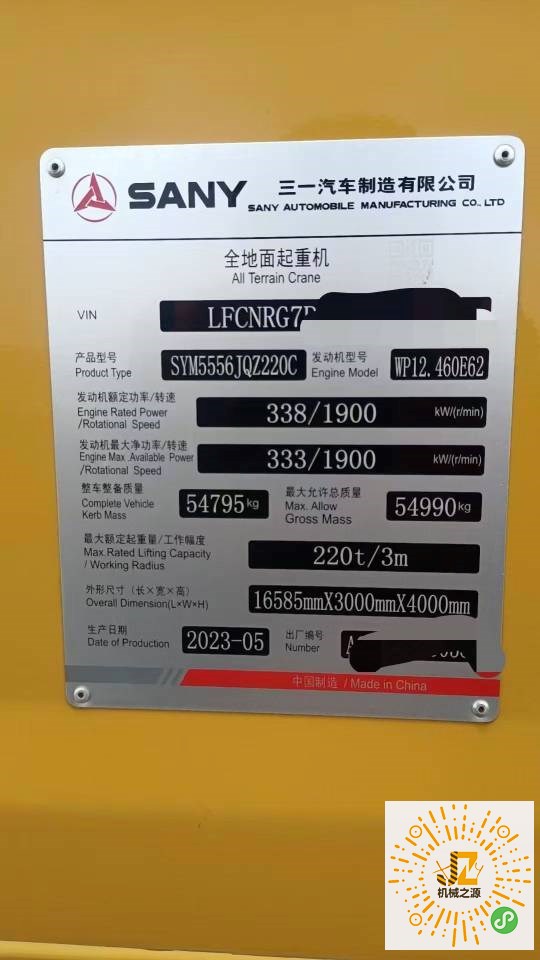 SANY
三一汽车制造有限公司
SANY AUTOMOBILE MANUFACTURING CO., LTD
全地面起重机
All Terrain Crane
VIN LFCNRG7
产品型号 SYM5556JQZ220C 发动机型号 WP12.460E62
Product Type Engine Model
发动机额定功率/转速
Engine Rated Power 338/1900 kW/(r/min)
/Rotational Speed
发动机最大净功率/转速
Engine Max .Available Power 333/1900 kW/(r/min)
/Rotational Speed
整车整备质量 54795kg 最大允许总质量 54990kg
Complete Vehicle Max. Allow
Kerb Mass Gross Mass
最大额定起重量/工作幅度
Max.Rated Lifting Capacity 220t/3m
/ Working Radius
外形尺寸（长×宽×高）
Overall Dimension(L×W×H) 16585mmX3000mmX4000mm
生产日期 2023-05 出厂编号 A
Date of Production Number
中国制造 / Made in China
JZ
机械之源